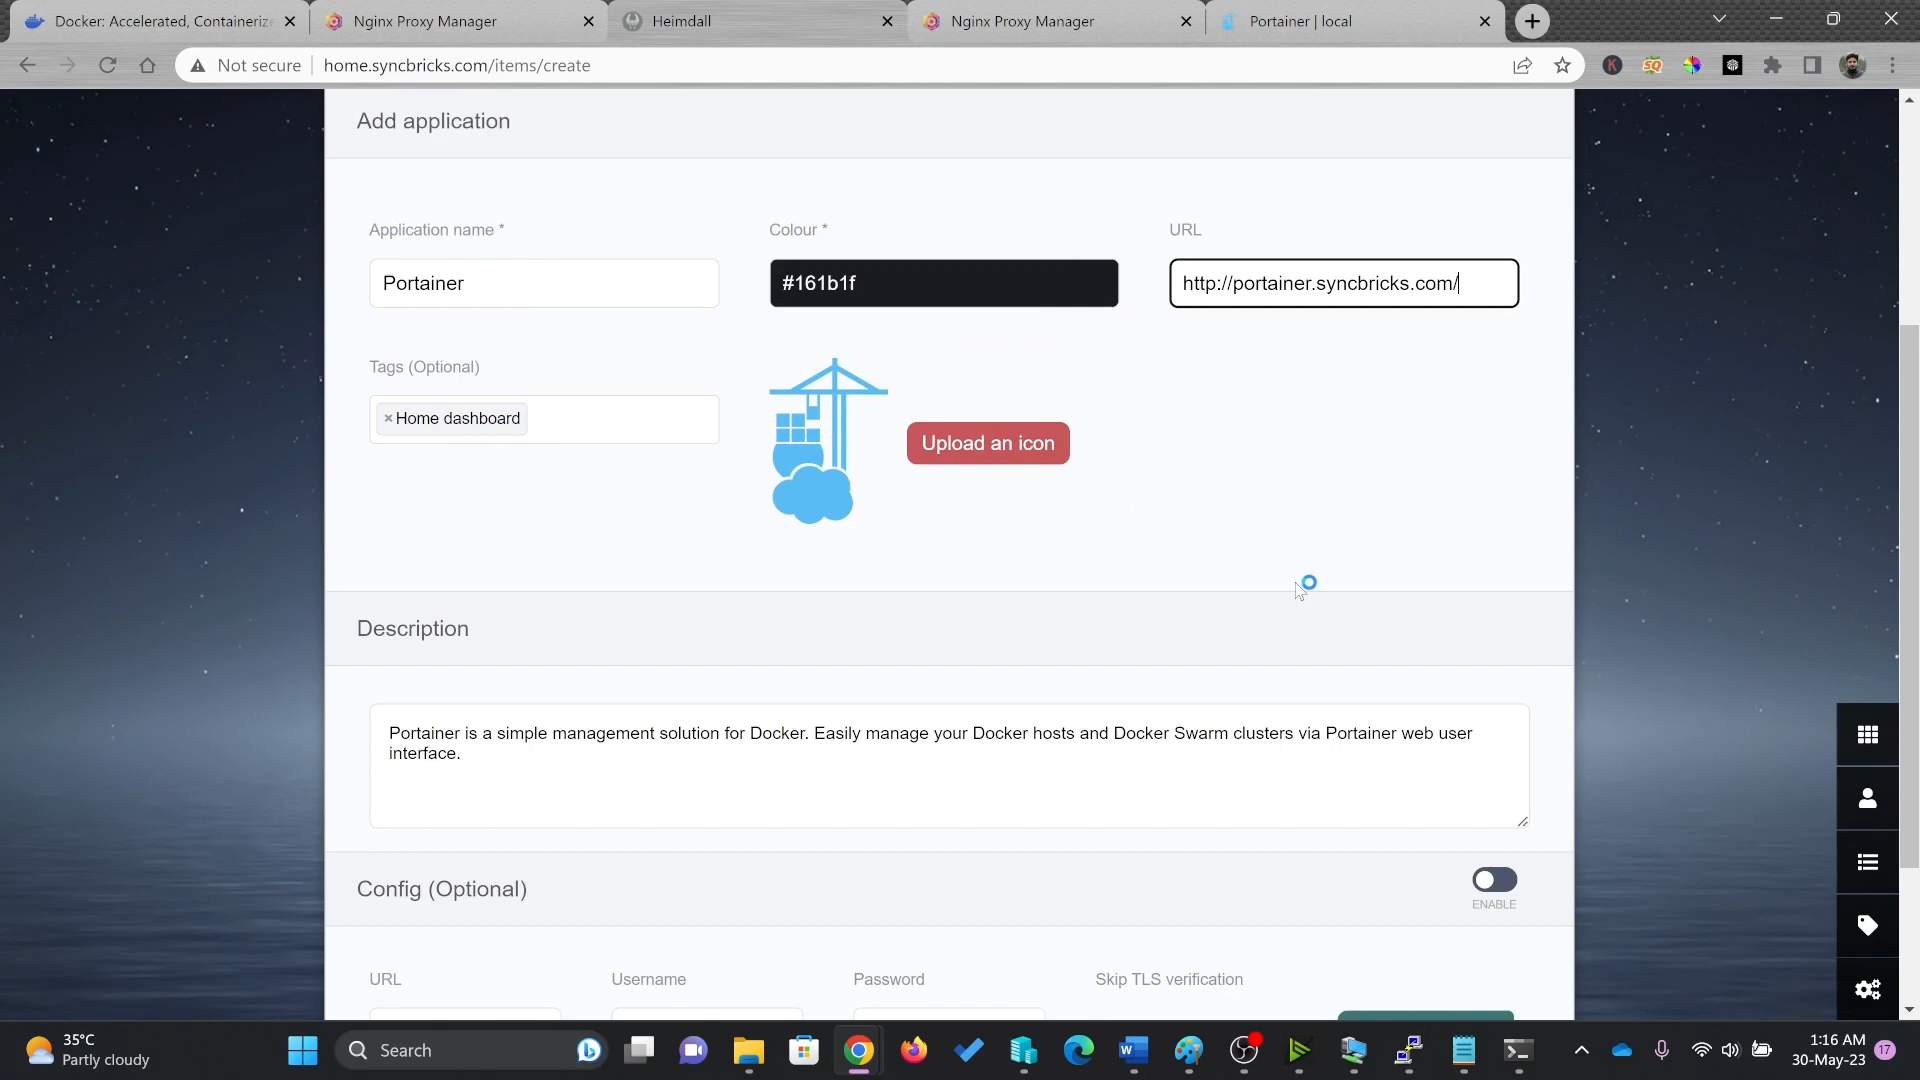 Docker: Accelerated, Containerize
Nginx Proxy Manager
Heimdall
Nginx Proxy Manager
Portainer | local
Not secure
home.syncbricks.com/items/create
K
SQ
Add application
Application name *
Colour *
URL
Portainer
#161b1f
http://portainer.syncbricks.com/
Tags (Optional)
×Home dashboard
Upload an icon
Description
Portainer is a simple management solution for Docker. Easily manage your Docker hosts and Docker Swarm clusters via Portainer web user
interface.
Config (Optional)
ENABLE
URL
Username
Password
Skip TLS verification
35°C
Partly cloudy
Search
1:16 AM
30-May-23
17